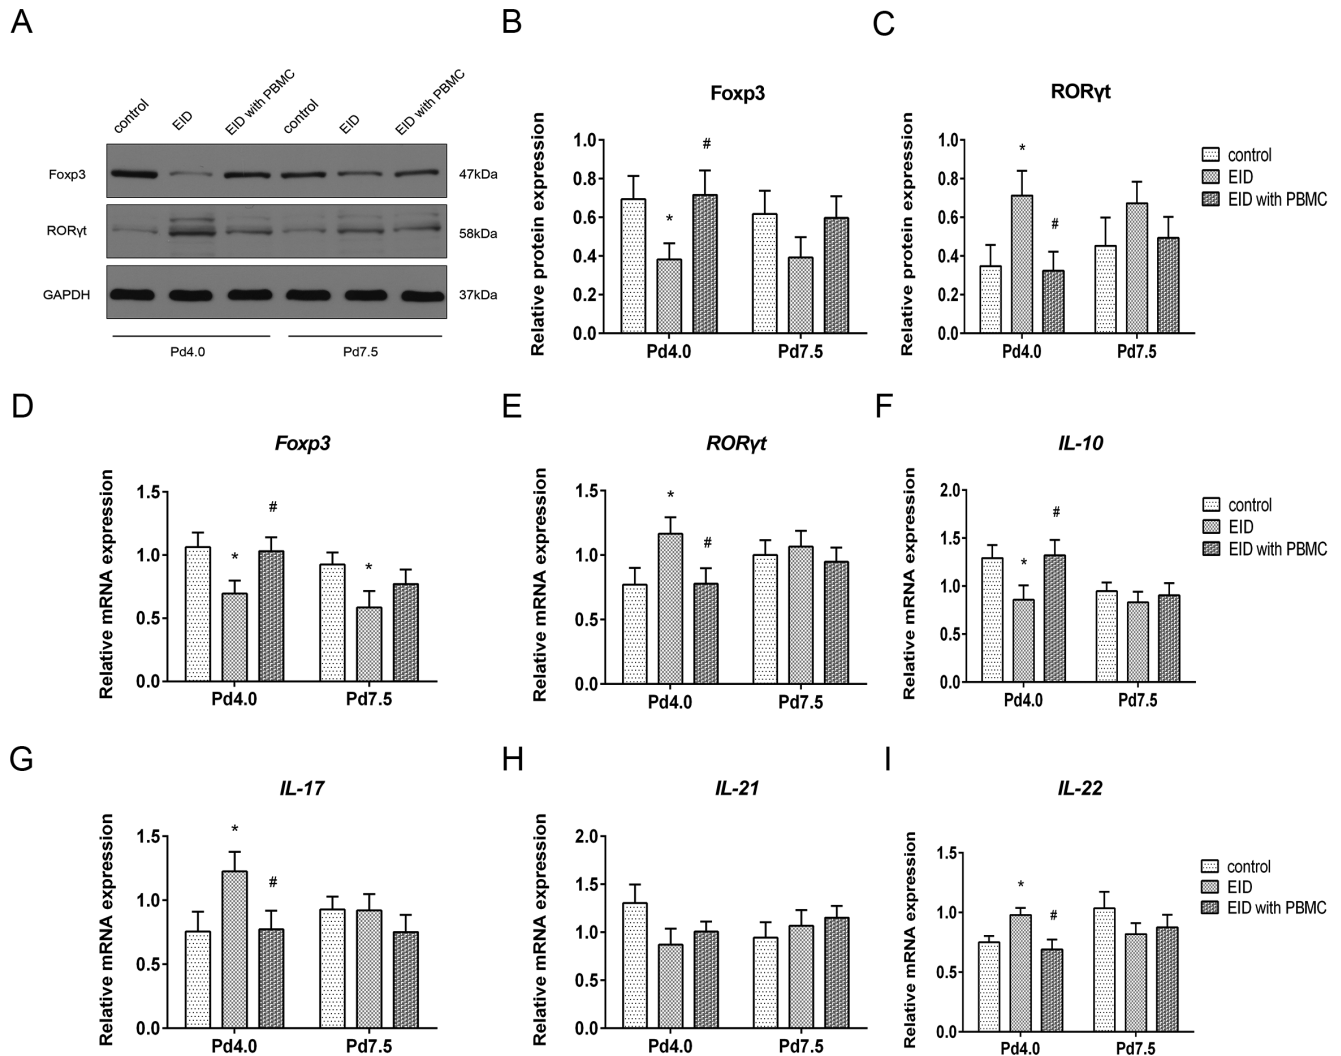 A
control
EID
EID with PBMC
control
EID
EID with PBMC
Foxp3
47kDa
RORγt
58kDa
GAPDH
37kDa
Pd4.0
Pd7.5
B
Foxp3
Relative protein expression
1.0
0.8
0.6
0.4
0.2
0.0
*
#
Pd4.0
Pd7.5
C
RORγt
Relative protein expression
1.0
0.8
0.6
0.4
0.2
0.0
*
#
Pd4.0
Pd7.5
control
EID
EID with PBMC
D
Foxp3
Relative mRNA expression
1.5
1.0
0.5
0.0
*
#
*
Pd4.0
Pd7.5
E
RORγt
Relative mRNA expression
1.5
1.0
0.5
0.0
*
#
Pd4.0
Pd7.5
F
IL-10
Relative mRNA expression
2.0
1.5
1.0
0.5
0.0
*
#
Pd4.0
Pd7.5
control
EID
EID with PBMC
G
IL-17
Relative mRNA expression
1.5
1.0
0.5
0.0
*
#
Pd4.0
Pd7.5
H
IL-21
Relative mRNA expression
2.0
1.5
1.0
0.5
0.0
Pd4.0
Pd7.5
I
IL-22
Relative mRNA expression
1.5
1.0
0.5
0.0
*
#
Pd4.0
Pd7.5
control
EID
EID with PBMC